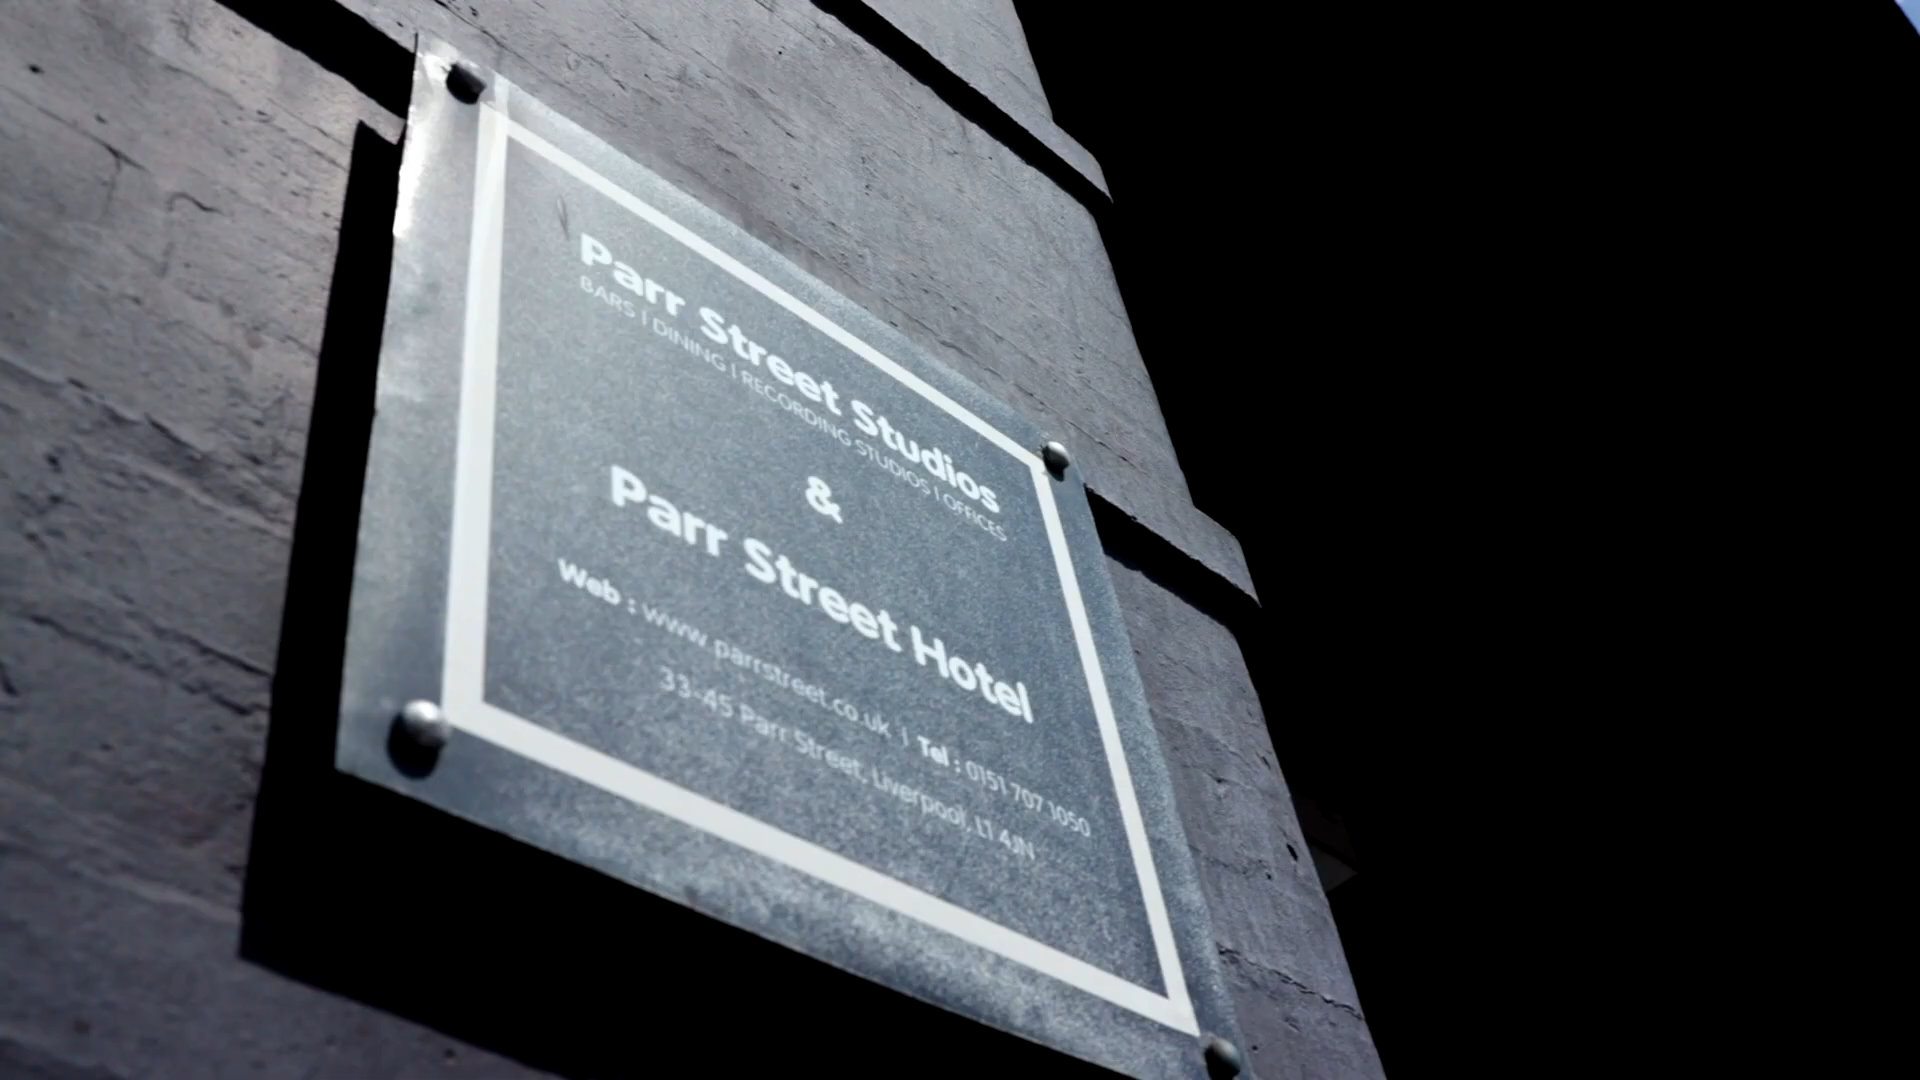 Parr Street Studios
BARS | DINING | RECORDING STUDIOS | OFFICES
&
Parr Street Hotel
Web : www.parrstreet.co.uk | Tel : 0151 707 1050
33-45 Parr Street, Liverpool, L1 4JN